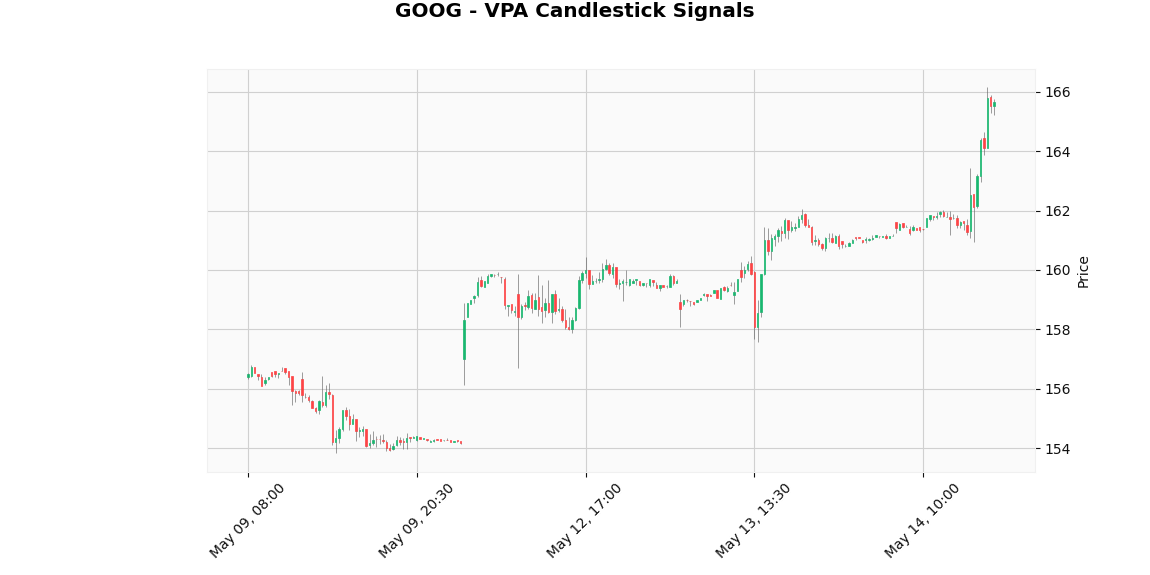 GOOG - VPA Candlestick Signals
166
164
162
160
158
156
154
Price
May 09, 08:00
May 09, 20:30
May 12, 17:00
May 13, 13:30
May 14, 10:00